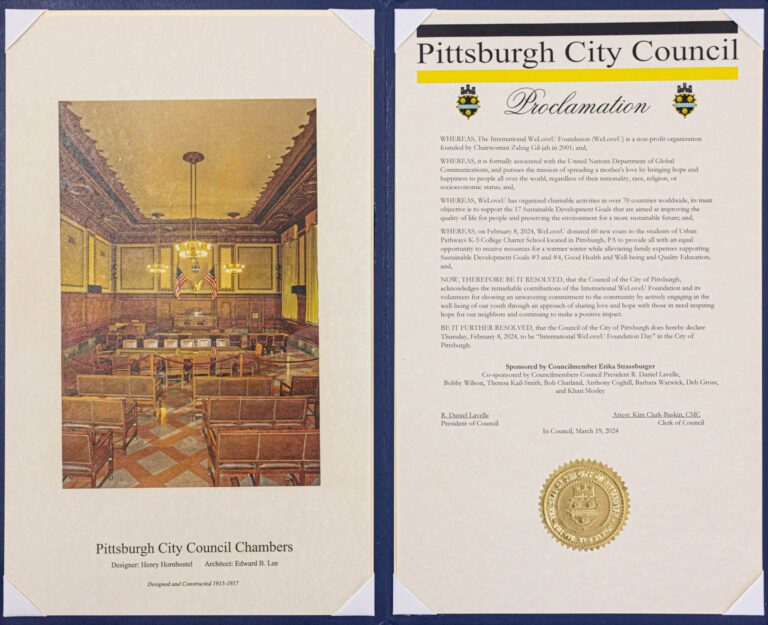 Pittsburgh City Council Chambers
Designer: Henry Hornbostel Architect: Edward B. Lee
Designed and Constructed 1915-1917
Pittsburgh City Council
Proclamation
WHEREAS, The International WeLoveU Foundation (WeLoveU) is a non-profit organization
founded by Chairwoman Zahng Gil-jah in 2001; and,
WHEREAS, it is formally associated with the United Nations Department of Global
Communications, and pursues the mission of spreading a mother's love by bringing hope and
happiness to people all over the world, regardless of their nationality, race, religion, or
socioeconomic status; and,
WHEREAS, WeLoveU has organized charitable activities in over 70 countries worldwide, its main
objective is to support the 17 Sustainable Development Goals that are aimed at improving the
quality of life for people and preserving the environment for a more sustainable future; and,
WHEREAS, on February 8, 2024, WeLoveU donated 60 new coats to the students of Urban
Pathways K-5 College Charter School located in Pittsburgh, PA to provide all with an equal
opportunity to receive resources for a warmer winter while alleviating family expenses supporting
Sustainable Development Goals #3 and #4, Good Health and Well-being and Quality Education;
and,
NOW, THEREFORE BE IT RESOLVED, that the Council of the City of Pittsburgh,
acknowledges the remarkable contributions of the International WeLoveU Foundation and its
volunteers for showing an unwavering commitment to the community by actively engaging in the
well-being of our youth through an approach of sharing love and hope with those in need inspiring
hope for our neighbors and continuing to make a positive impact.
BE IT FURTHER RESOLVED, that the Council of the City of Pittsburgh does hereby declare
Thursday, February 8, 2024, to be "International WeLoveU Foundation Day" in the City of
Pittsburgh.
Sponsored by Councilmember Erika Strassburger
Co-sponsored by Councilmembers Council President R. Daniel Lavelle,
Bobby Wilson, Theresa Kail-Smith, Bob Charland, Anthony Coghill, Barbara Warwick, Deb Gross,
and Khari Mosley
R. Daniel Lavelle Attest: Kim Clark-Baskin, CMC
President of Council Clerk of Council
In Council, March 19, 2024